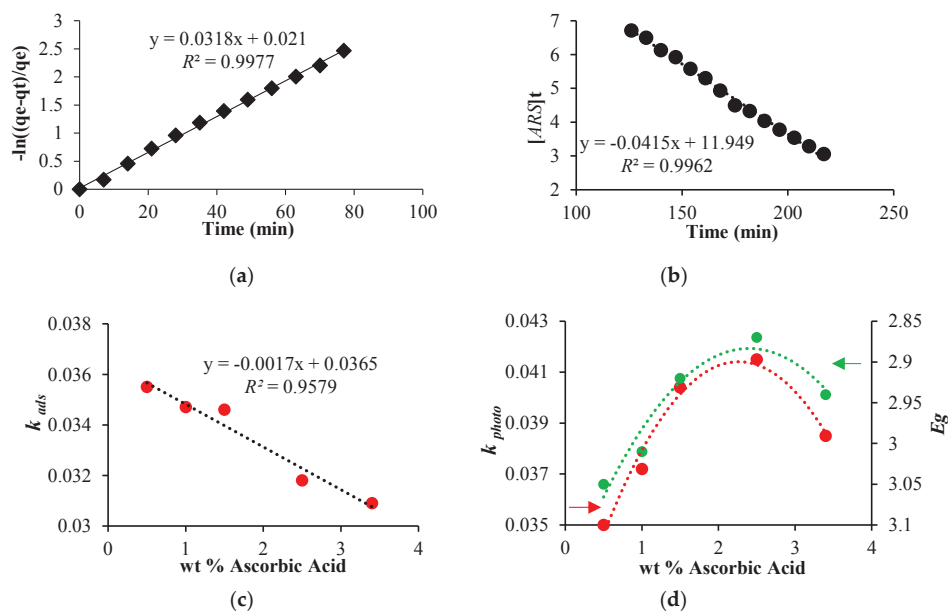 -ln((qe-qt)/qe)
3
2.5
2
1.5
1
0.5
0
y = 0.0318x + 0.021
R² = 0.9977
0 20 40 60 80 100
Time (min)
(a)
[ARS]t
7
6
5
4
3
2
y = -0.0415x + 11.949
R² = 0.9962
100 150 200 250
Time (min)
(b)
k ads
0.038
0.036
0.034
0.032
0.03
y = -0.0017x + 0.0365
R² = 0.9579
0 1 2 3 4
wt % Ascorbic Acid
(c)
k photo
0.043
0.041
0.039
0.037
0.035
2.85
2.9
2.95
3
3.05
3.1
Eg
0 1 2 3 4
wt % Ascorbic Acid
(d)